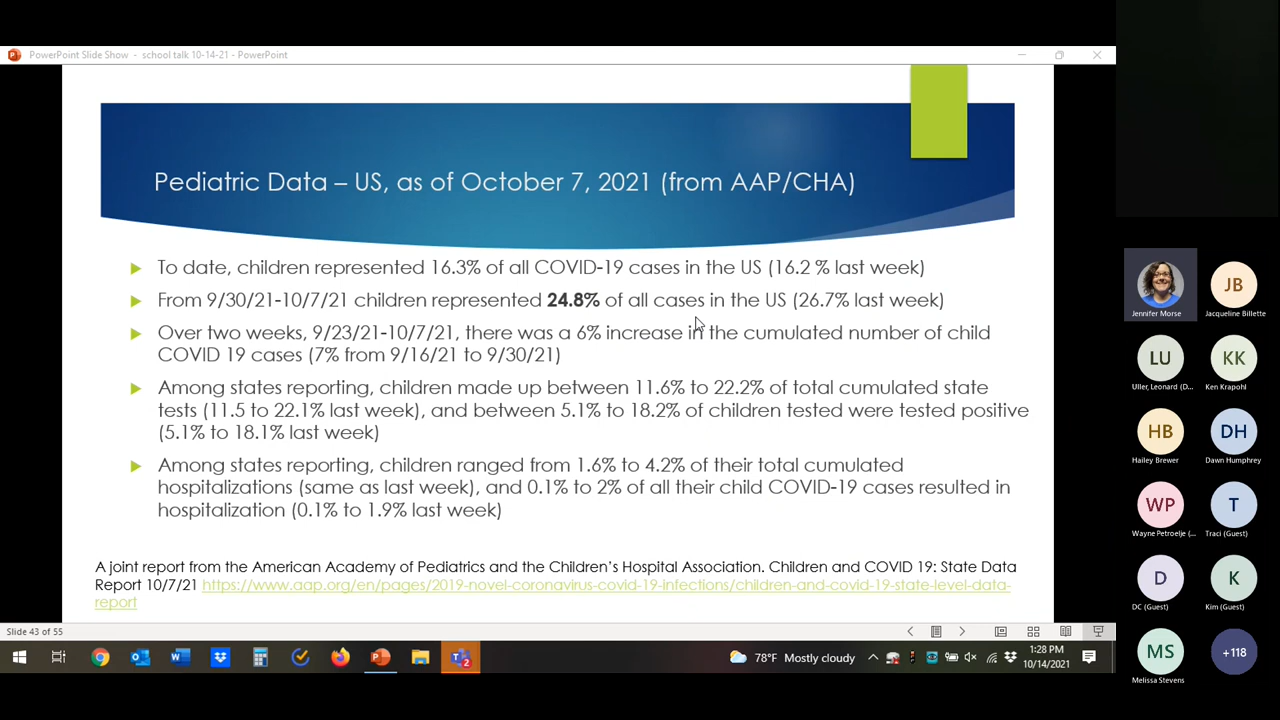 PowerPoint Slide Show - school talk 10-14-21 - PowerPoint
Pediatric Data – US, as of October 7, 2021 (from AAP/CHA)
To date, children represented 16.3% of all COVID-19 cases in the US (16.2 % last week)
From 9/30/21-10/7/21 children represented 24.8% of all cases in the US (26.7% last week)
Over two weeks, 9/23/21-10/7/21, there was a 6% increase in the cumulated number of child
COVID 19 cases (7% from 9/16/21 to 9/30/21)
Among states reporting, children made up between 11.6% to 22.2% of total cumulated state
tests (11.5 to 22.1% last week), and between 5.1% to 18.2% of children tested were tested positive
(5.1% to 18.1% last week)
Among states reporting, children ranged from 1.6% to 4.2% of their total cumulated
hospitalizations (same as last week), and 0.1% to 2% of all their child COVID-19 cases resulted in
hospitalization (0.1% to 1.9% last week)
A joint report from the American Academy of Pediatrics and the Children's Hospital Association. Children and COVID 19: State Data
Report 10/7/21 https://www.aap.org/en/pages/2019-novel-coronavirus-covid-19-infections/children-and-covid-19-state-level-data-
report
Slide 43 of 55
2
78°F Mostly cloudy
1:28 PM
10/14/2021
Jennifer Morse
JB
Jacqueline Billette
LU
Uller, Leonard (D...
KK
Ken Krapohl
HB
Hailey Brewer
DH
Dawn Humphrey
WP
Wayne Petroelje (...
T
Traci (Guest)
D
DC (Guest)
K
Kim (Guest)
MS
Melissa Stevens
+118